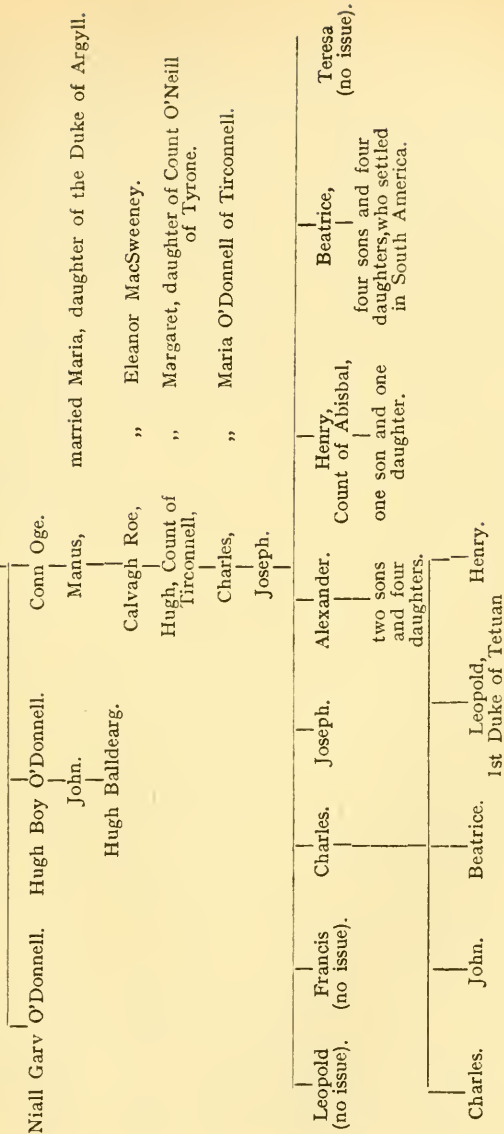 Niall Garv O'Donnell. Hugh Boy O'Donnell. Conn Oge.
John. Manus, married Maria, daughter of the Duke of Argyll.
Hugh Balldearg. Calvagh Roe, ,, Eleanor MacSweeney.
Hugh, Count of ,, Margaret, daughter of Count O'Neill
Tirconnell, of Tyrone.
Charles, ,, Maria O'Donnell of Tirconnell.
Joseph.
Leopold Francis Charles. Joseph. Alexander. Henry, Beatrice, Teresa
(no issue). (no issue). two sons Count of Abisbal, four sons and four (no issue).
and four one son and one daughters, who settled
daughters. daughter. in South America.
Charles. John. Beatrice. Leopold, Henry.
1st Duke of Tetuan